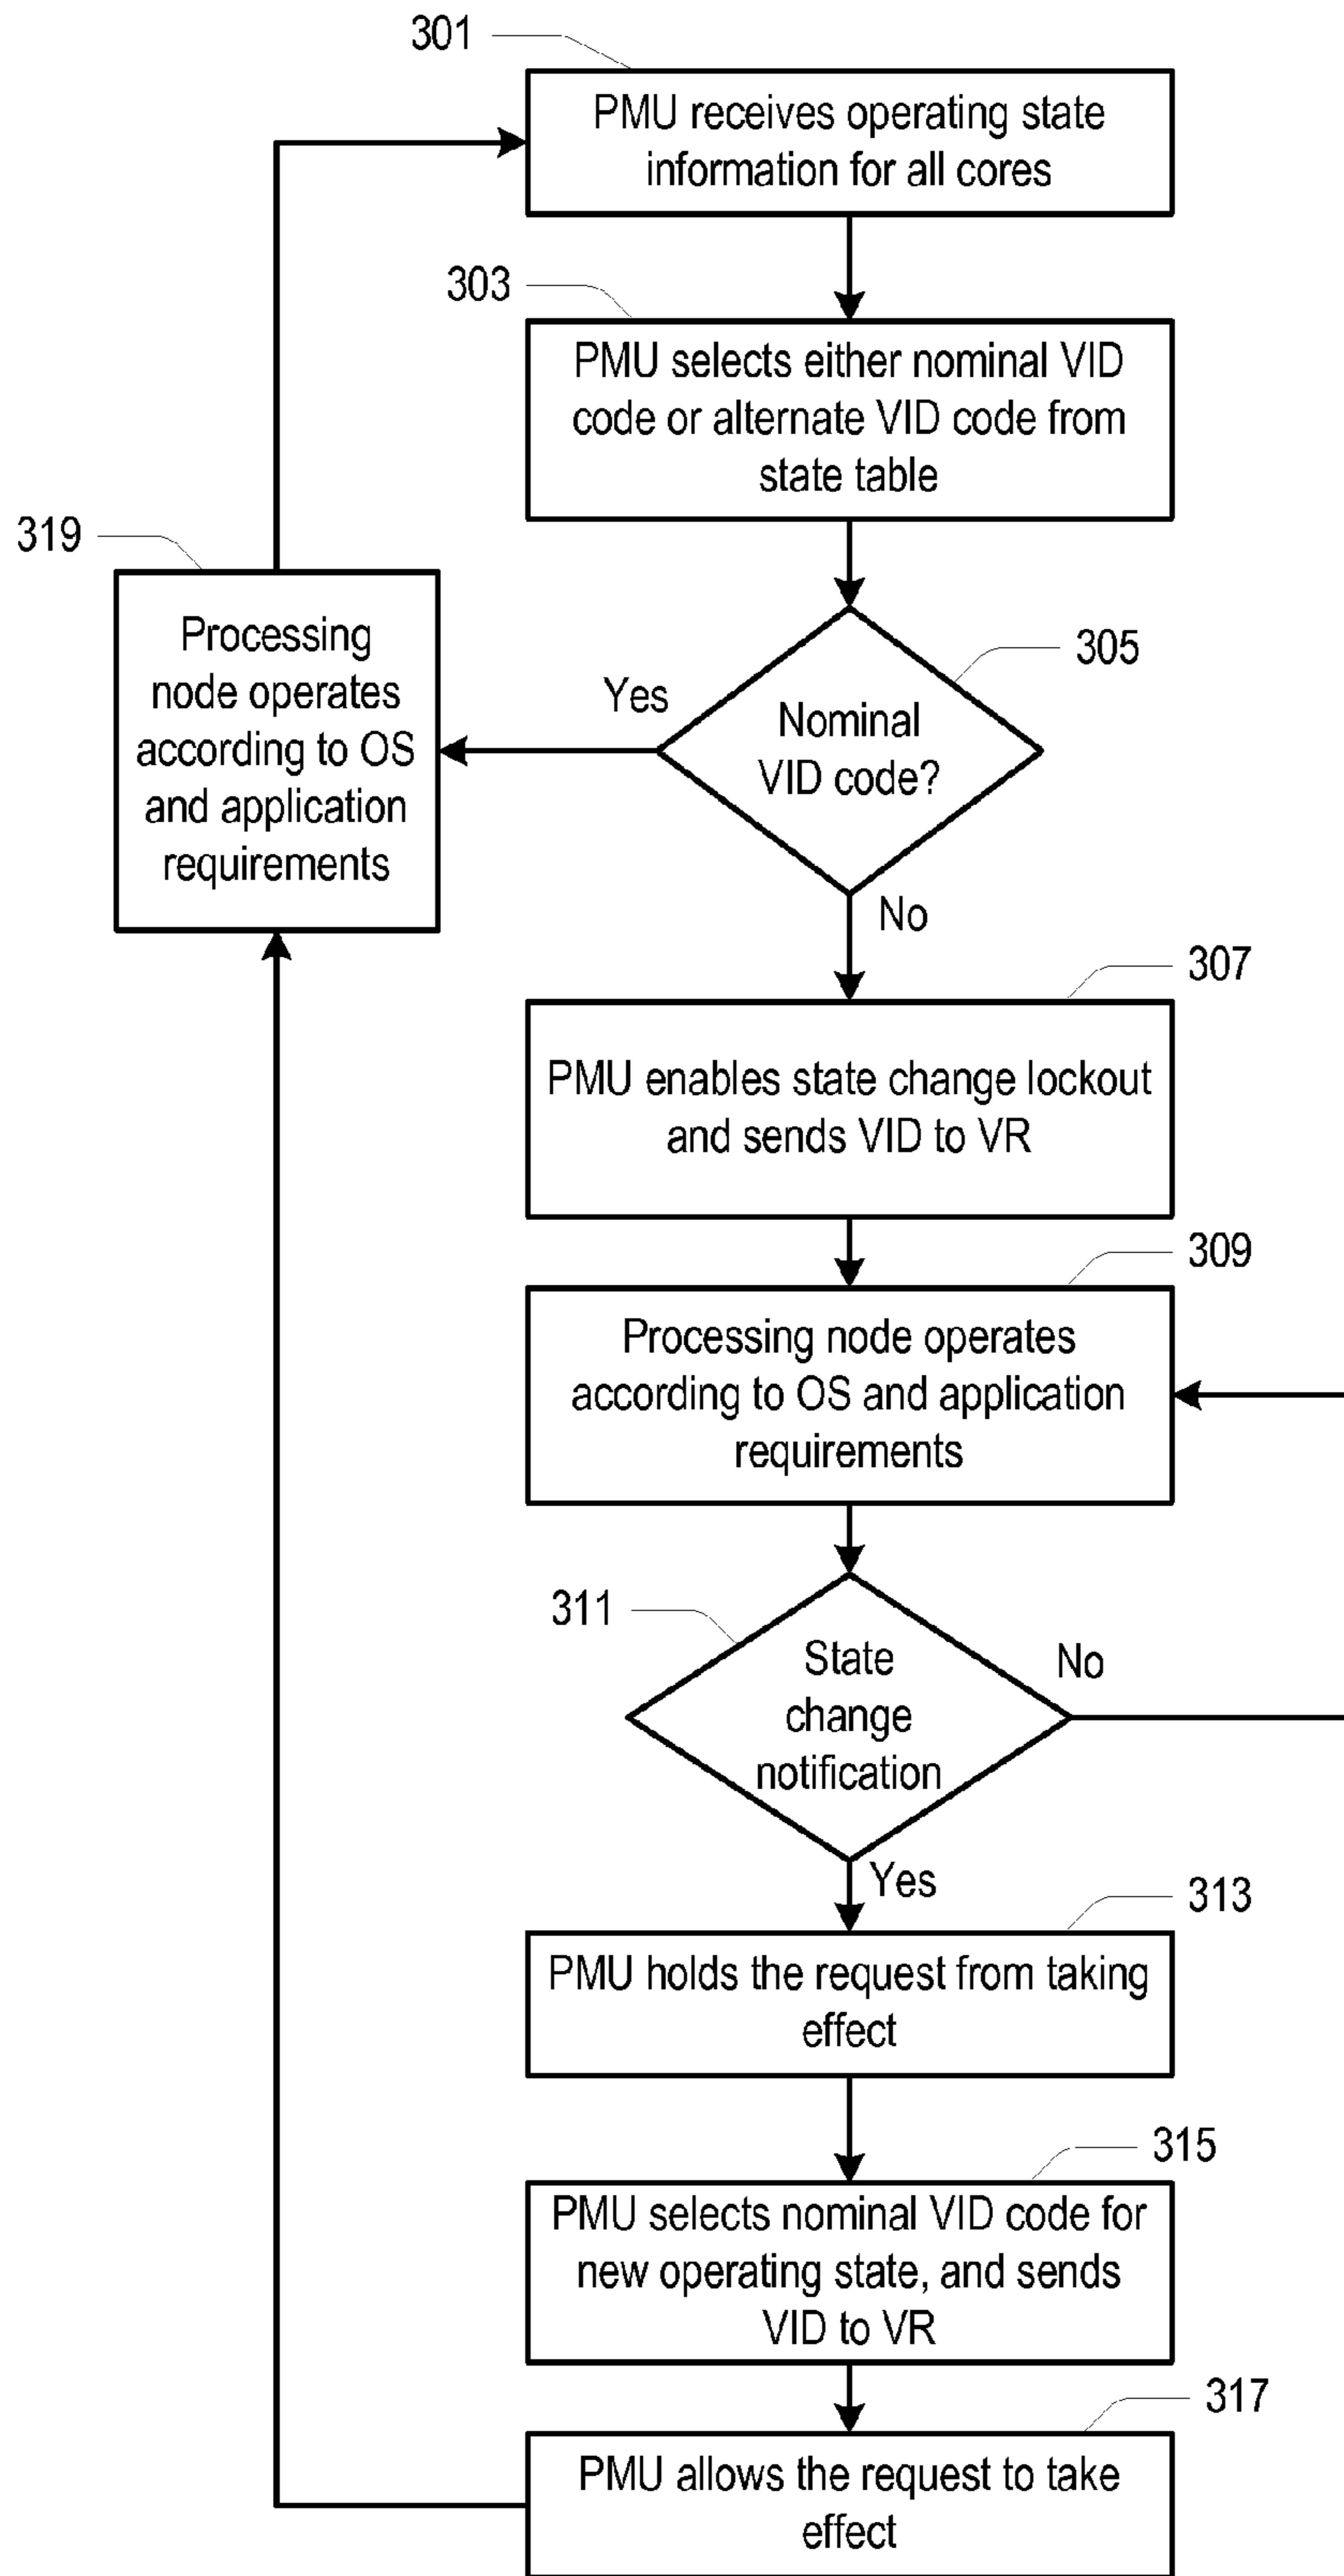 301
PMU receives operating state
information for all cores
303
PMU selects either nominal VID
code or alternate VID code from
state table
319
Processing
node operates
according to OS
and application
requirements
305
Yes
Nominal
VID code?
No
307
PMU enables state change lockout
and sends VID to VR
309
Processing node operates
according to OS and application
requirements
311
State
change
notification
No
Yes
313
PMU holds the request from taking
effect
315
PMU selects nominal VID code for
new operating state, and sends
VID to VR
317
PMU allows the request to take
effect